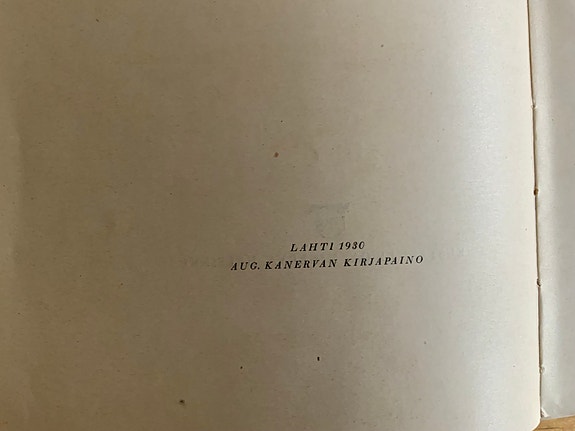 LAHTI 1930
AUG. KANERVAN KIRJAPAINO